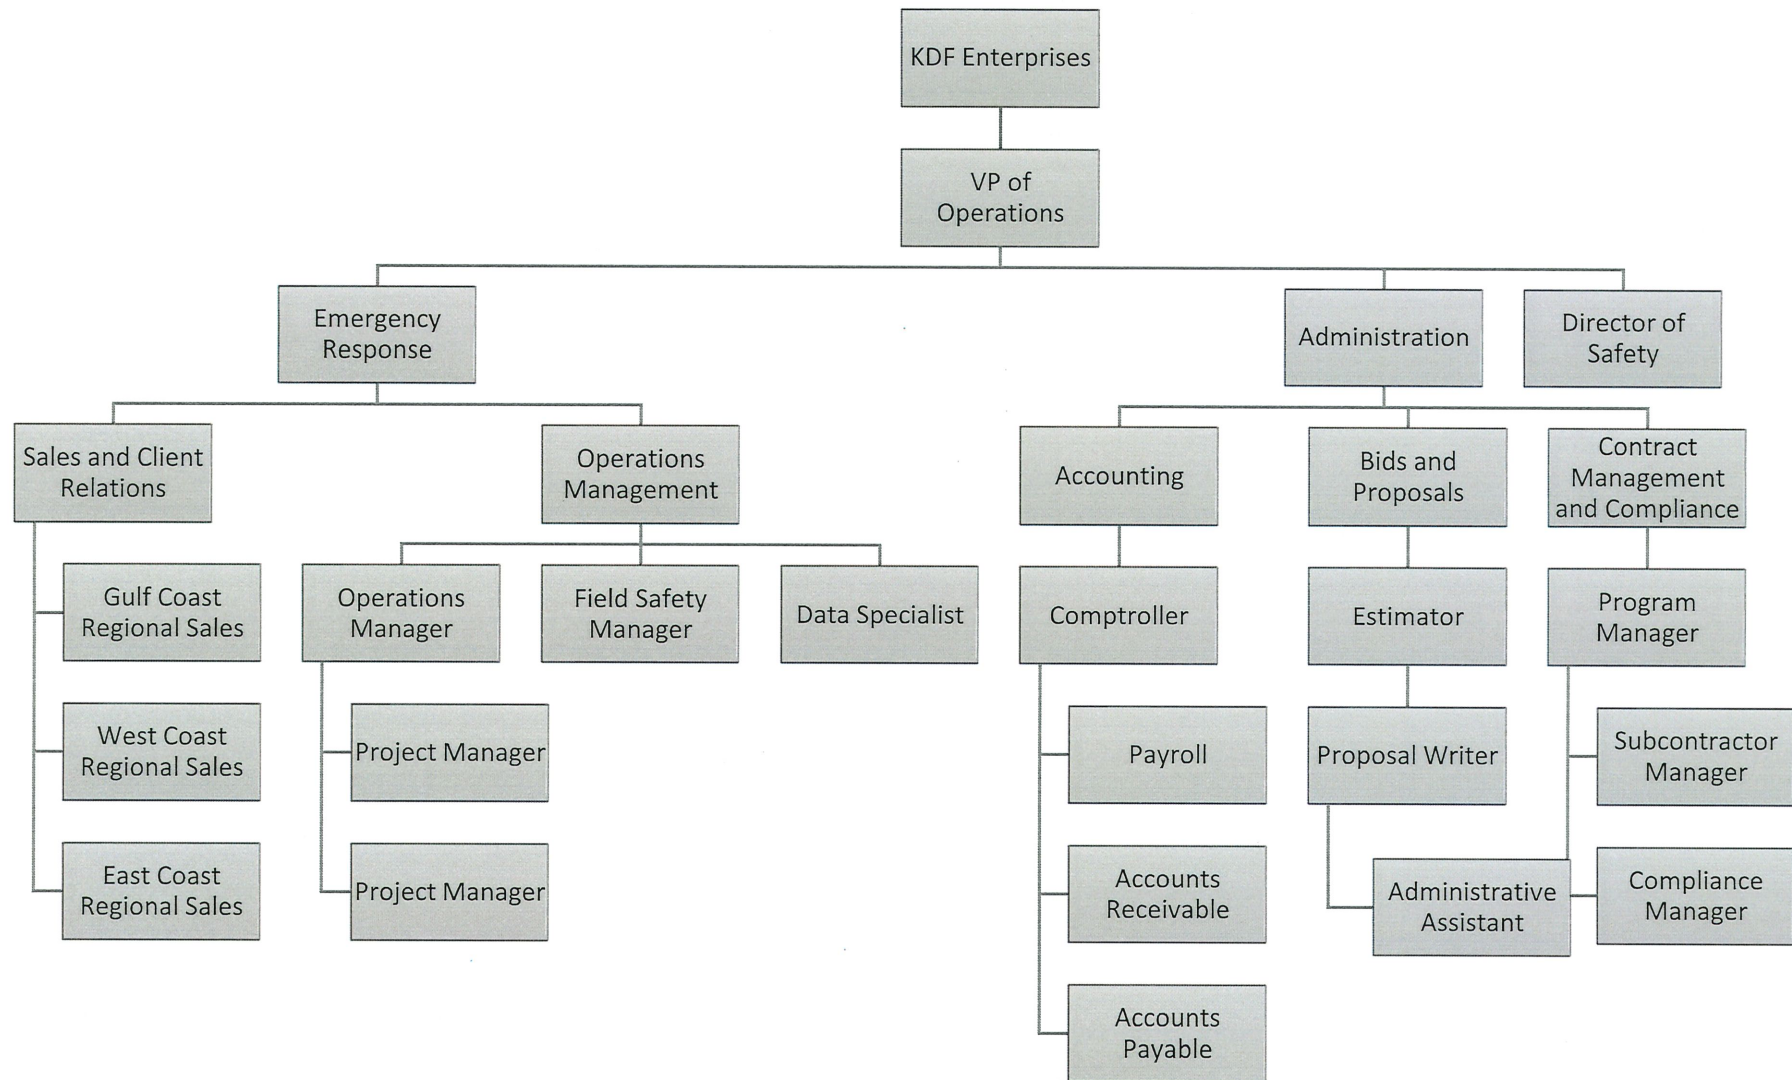 KDF Enterprises
VP of
Operations
Emergency
Response
Administration
Director of
Safety
Sales and Client
Relations
Operations
Management
Accounting
Bids and
Proposals
Contract
Management
and Compliance
Gulf Coast
Regional Sales
Operations
Manager
Field Safety
Manager
Data Specialist
Comptroller
Estimator
Program
Manager
West Coast
Regional Sales
Project Manager
Payroll
Proposal Writer
Subcontractor
Manager
East Coast
Regional Sales
Project Manager
Accounts
Receivable
Administrative
Assistant
Compliance
Manager
Accounts
Payable